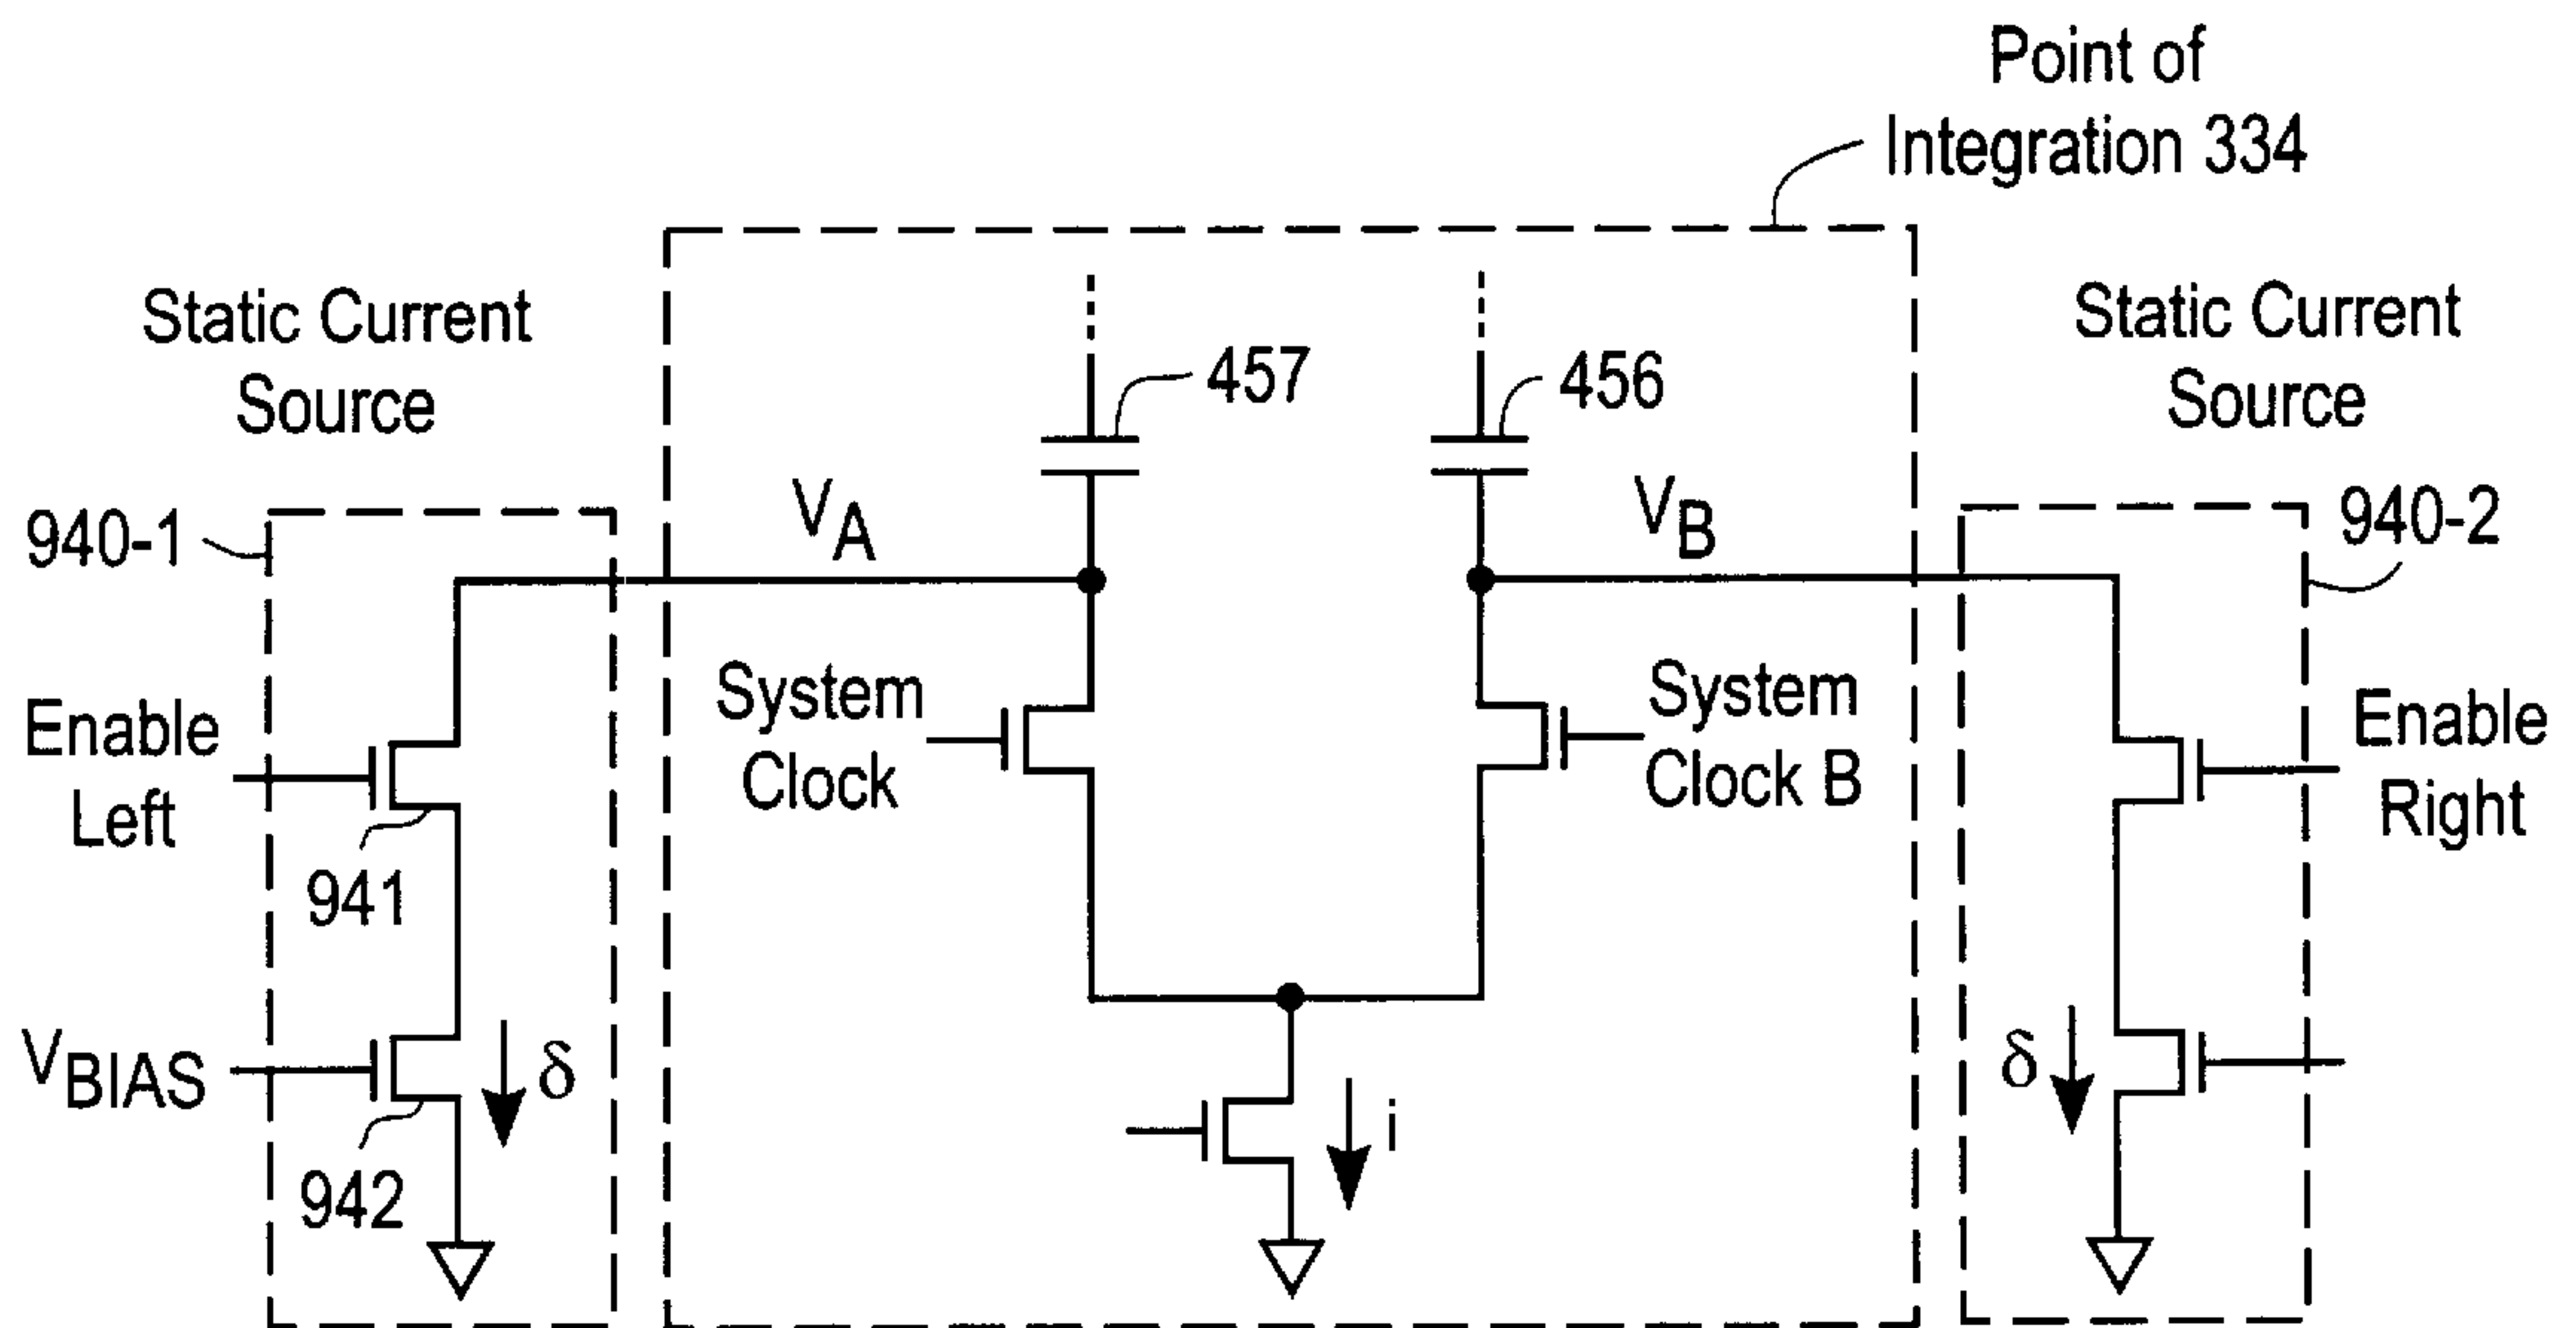 Point of
Integration 334
Static Current
Source
Static Current
Source
457
456
940-1
VA
VB
940-2
Enable
Left
System
Clock
System
Clock B
Enable
Right
941
VBIAS
δ
δ
i
942